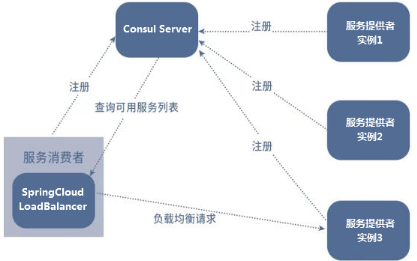 Consul Server
注册
服务提供者
实例1
注册
查询可用服务列表
注册
服务提供者
实例2
服务消费者
SpringCloud
LoadBalancer
注册
负载均衡请求
服务提供者
实例3